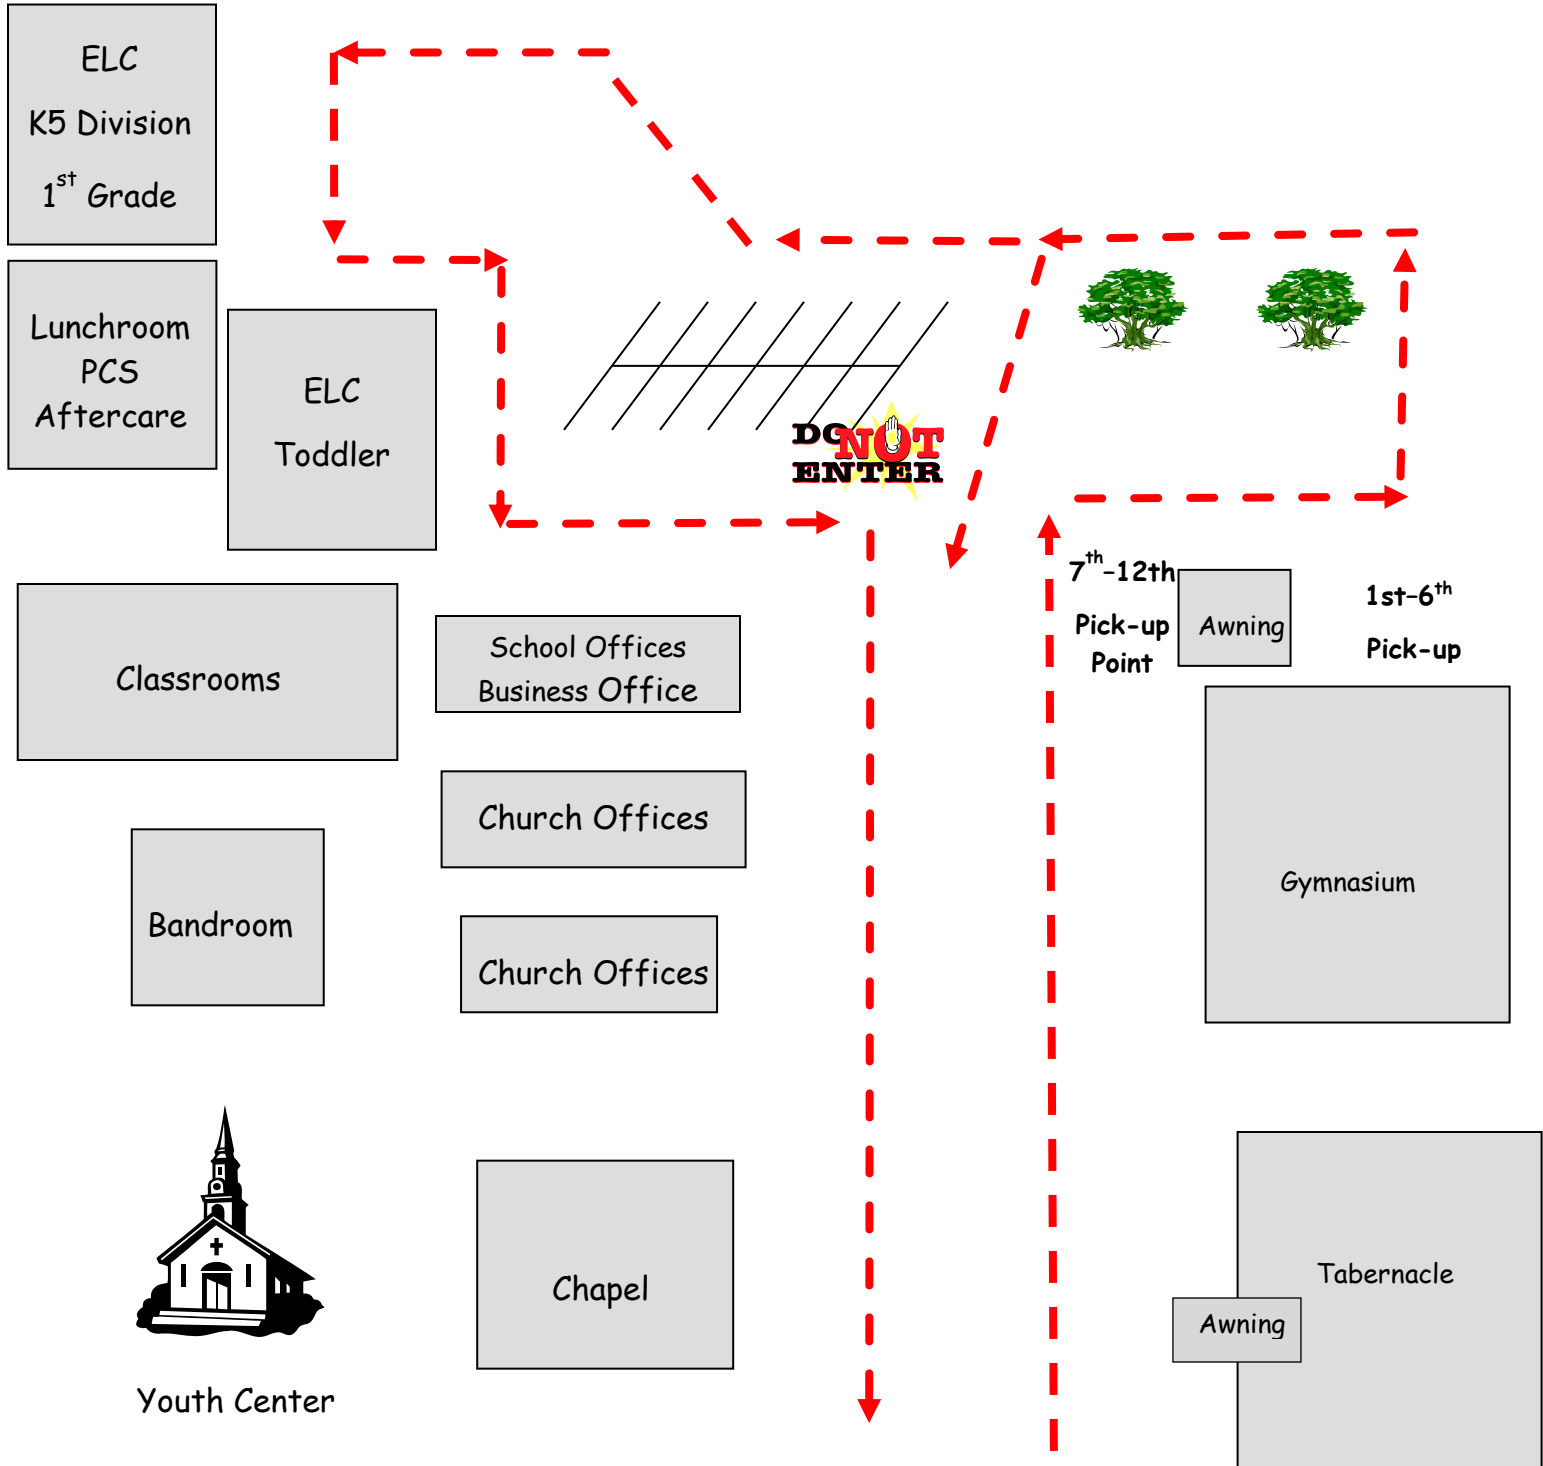 ELC
K5 Division
1st Grade
Lunchroom
PCS
Aftercare
ELC
Toddler
DO NOT
ENTER
7th-12th
Pick-up
Point
Awning
1st-6th
Pick-up
Classrooms
School Offices
Business Office
Church Offices
Bandroom
Church Offices
Gymnasium
Chapel
Tabernacle
Awning
Youth Center